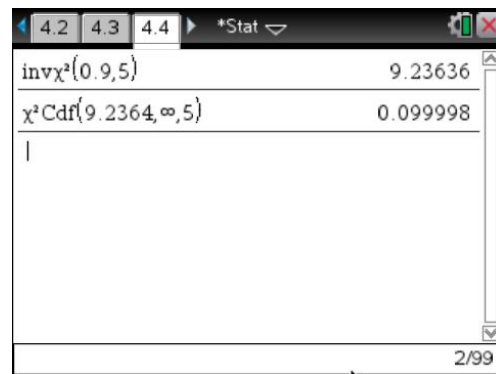 4.2 4.3 4.4 *Stat
invχ²(0.9,5) 9.23636
χ²Cdf(9.2364,∞,5) 0.099998
2/99